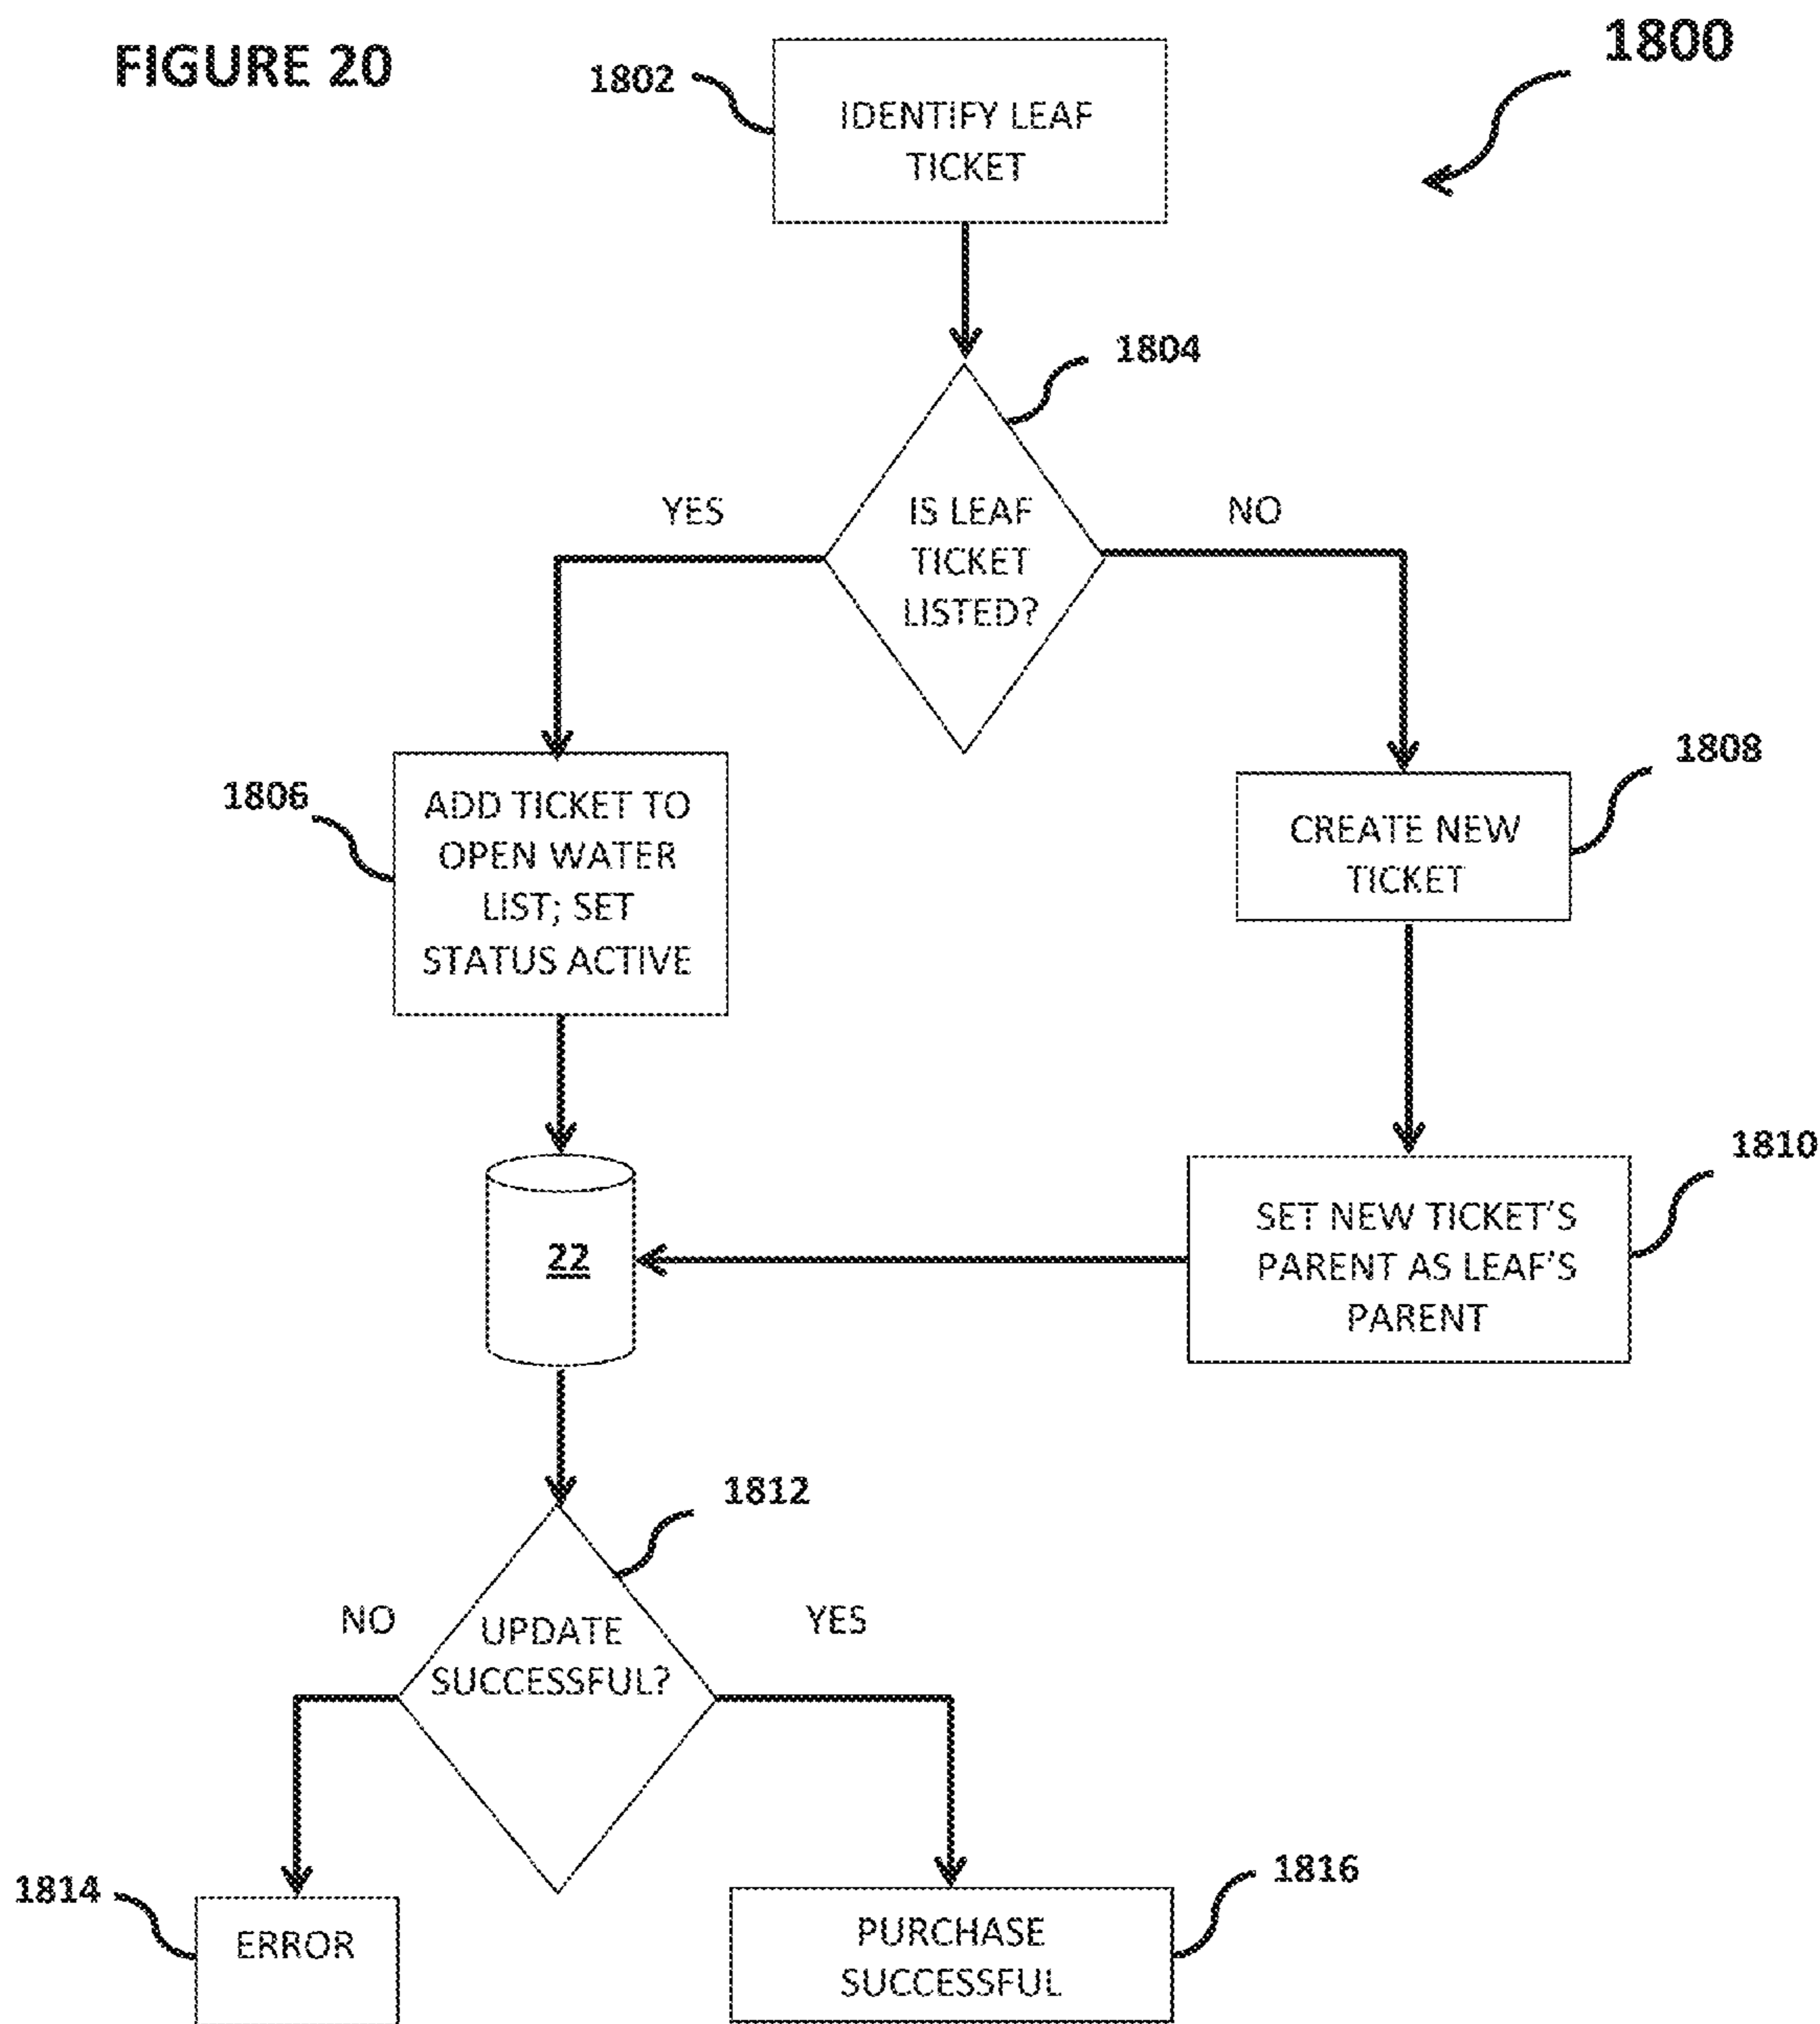 FIGURE 20
1800
1802
IDENTIFY LEAF
TICKET
1804
YES
IS LEAF
TICKET
LISTED?
NO
1806
ADD TICKET TO
OPEN WATER
LIST; SET
STATUS ACTIVE
1808
CREATE NEW
TICKET
22
1810
SET NEW TICKET'S
PARENT AS LEAF'S
PARENT
1812
NO
UPDATE
SUCCESSFUL?
YES
1814
ERROR
1816
PURCHASE
SUCCESSFUL